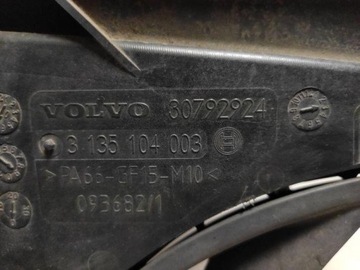 VOLVO 30792924
3 135 104 003
>PA66-GF15-M10<
093682/1